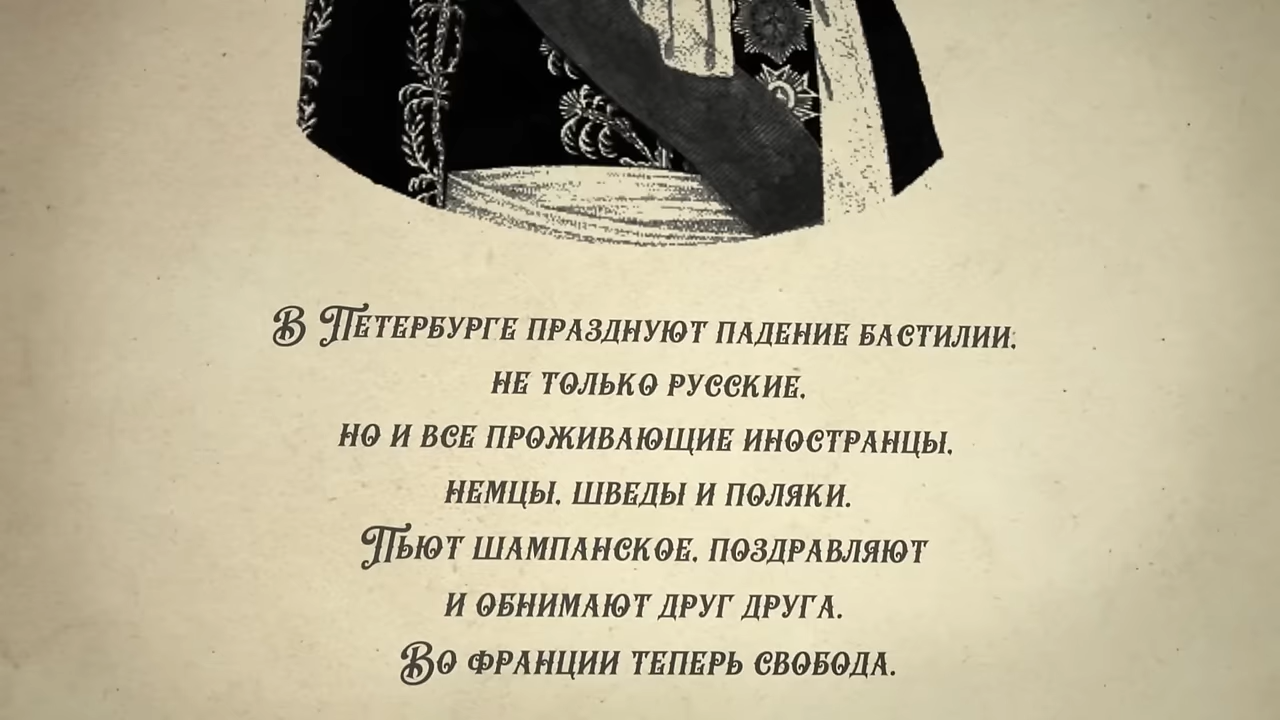 В Петербурге празднуют падение бастилии,
не только русские,
но и все проживающие иностранцы,
немцы, шведы и поляки.
Пьют шампанское, поздравляют
и обнимают друг друга.
Во франции теперь свобода.